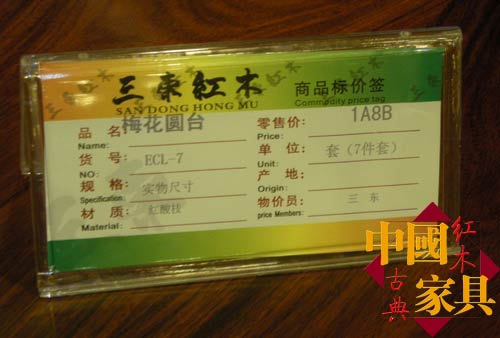 三東紅木
SAN DONG HONG MU
商品标价签
Commodity price tag
品名 梅花圆台
Name:
零售价: 1A8B
Price:
货号: ECL-7
NO:
单位: 套(7件套)
Unit:
规格: 实物尺寸
Specification:
产地:
Origin:
材质: 红酸枝
Material:
物价员: 三东
price Members:
中國
红木
古典
家具